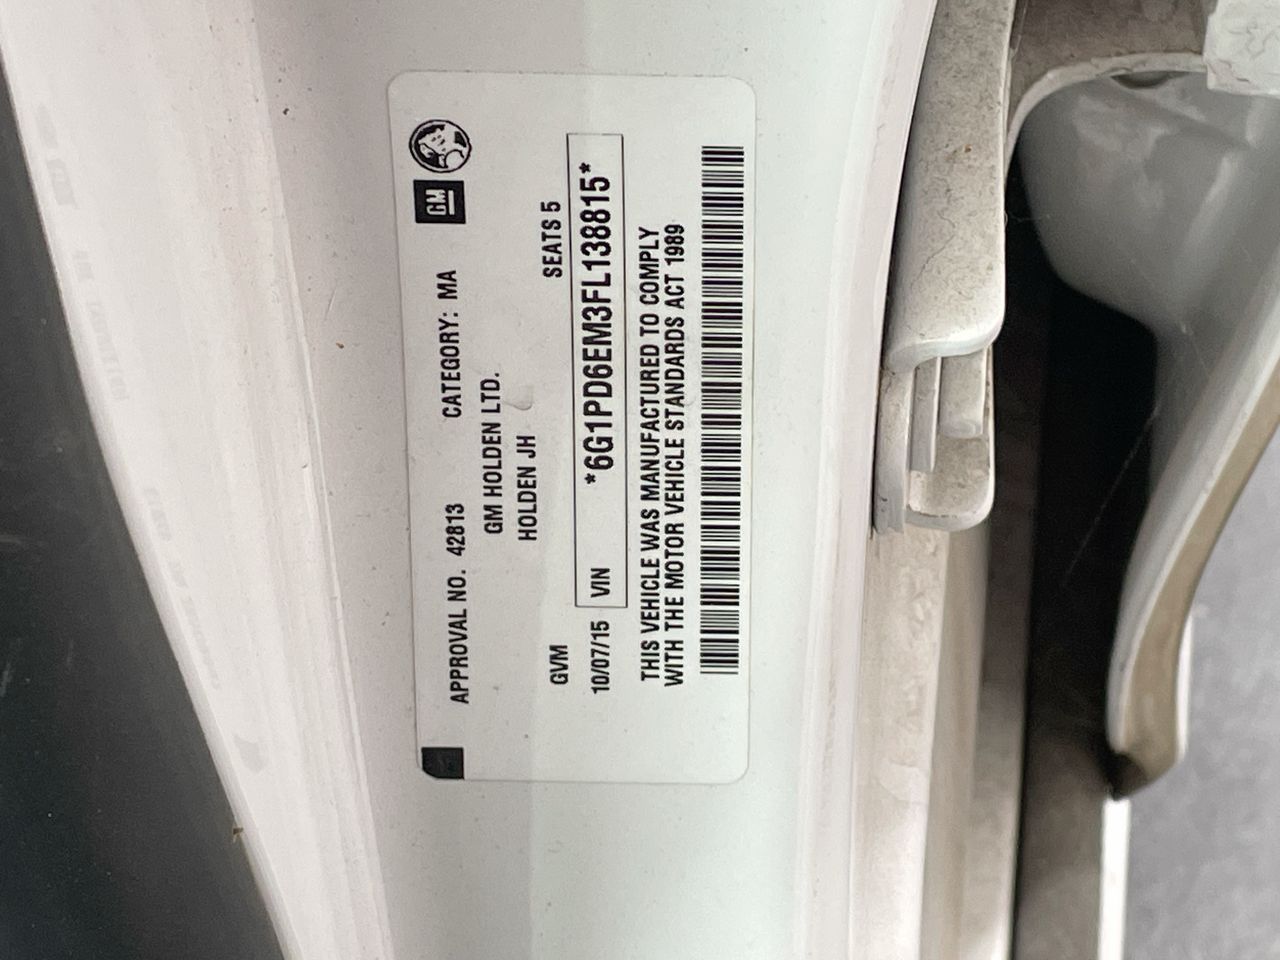 GM
APPROVAL NO. 42813 CATEGORY: MA
GM HOLDEN LTD.
HOLDEN JH
GVM SEATS 5
10/07/15 VIN *6G1PD6EM3FL138815*
THIS VEHICLE WAS MANUFACTURED TO COMPLY
WITH THE MOTOR VEHICLE STANDARDS ACT 1989